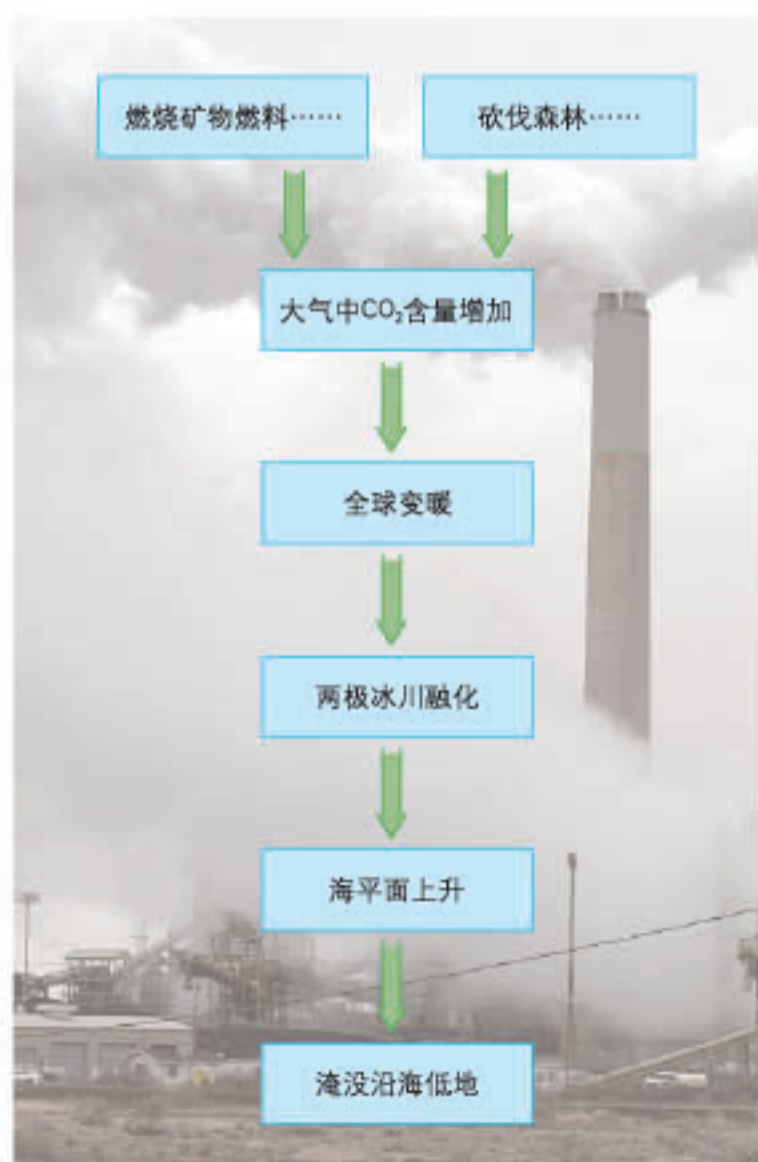 燃烧矿物燃料……
砍伐森林……
大气中CO₂含量增加
全球变暖
两极冰川融化
海平面上升
淹没沿海低地